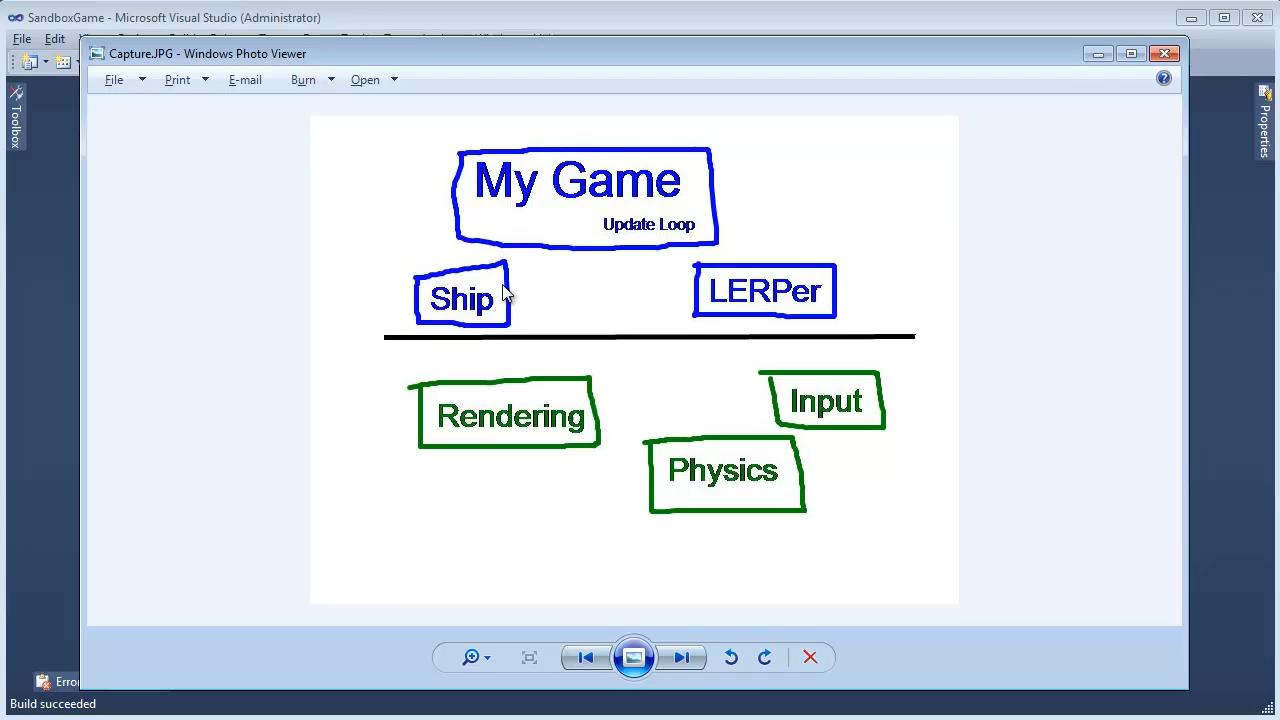 SandboxGame - Microsoft Visual Studio (Administrator)
File Edit
Capture.JPG - Windows Photo Viewer
File Print E-mail Burn Open
Toolbox
Properties
My Game
Update Loop
Ship
LERPer
Rendering
Input
Physics
Erro
Build succeeded